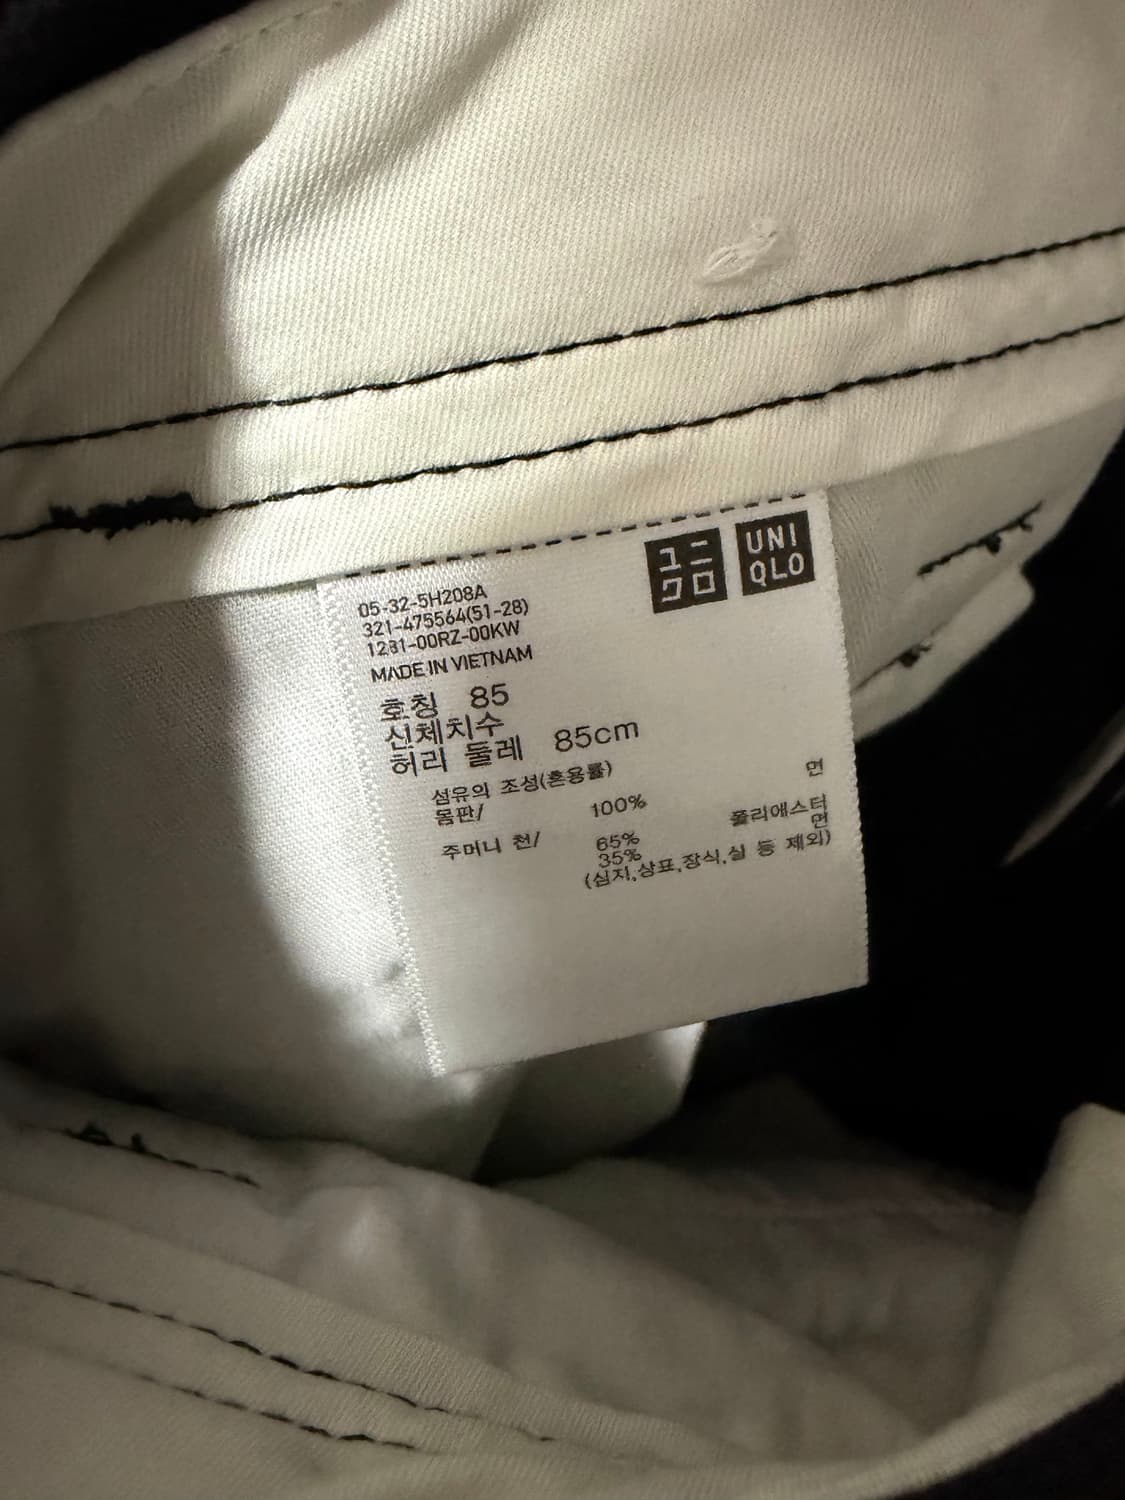 ユニ
クロ
UNI
QLO
05-32-5H208A
321-475564(51-28)
1281-00RZ-00KW
MADE IN VIETNAM
호칭 85
신체치수
허리 둘레 85cm
섬유의 조성(혼용률)
몸판/ 100% 면
주머니 천/ 65% 폴리에스터
35% 면
(심지,상표,장식,실 등 제외)